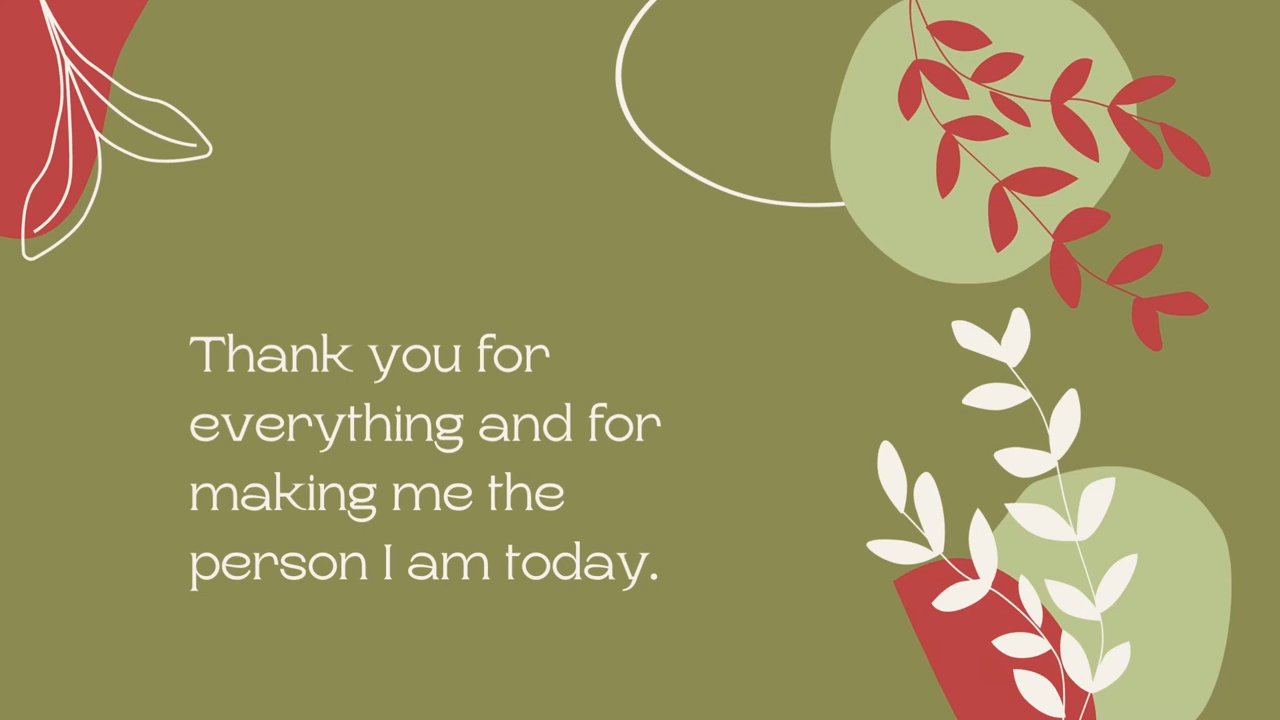 Thank you for
everything and for
making me the
person I am today.